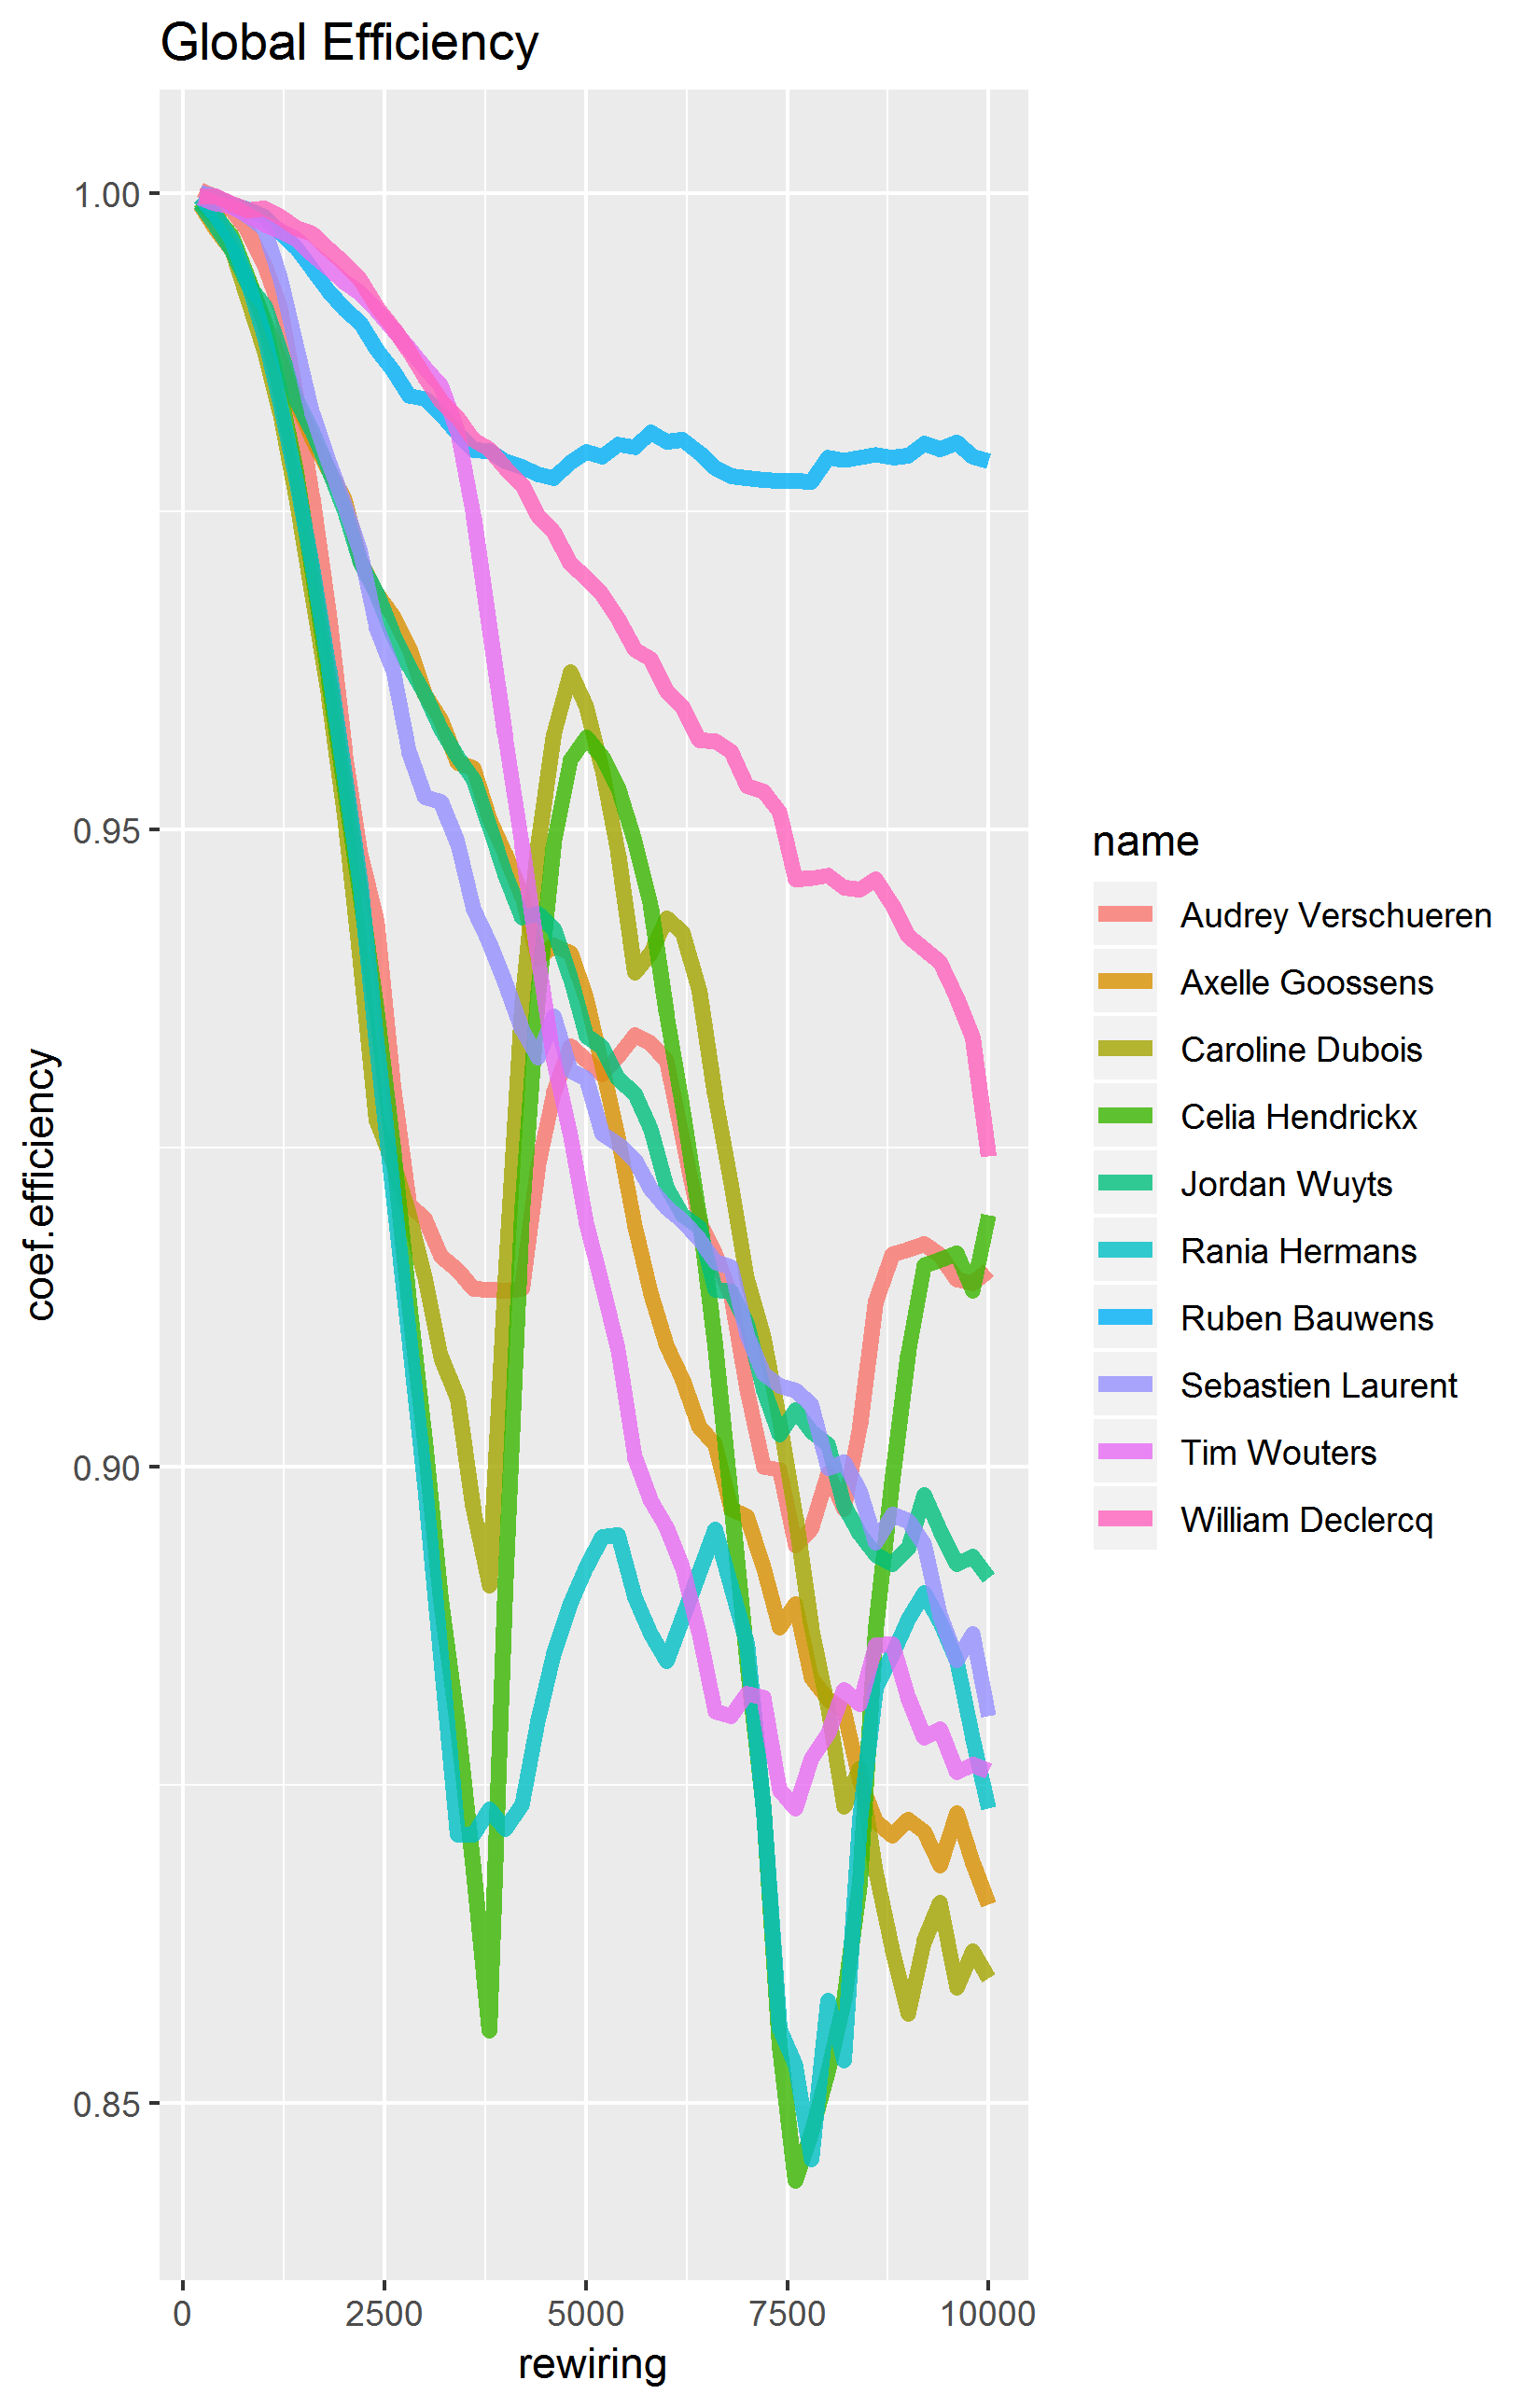 Global Efficiency
1.00
0.95
0.90
0.85
coef.efficiency
0 2500 5000 7500 10000
rewiring
name
Audrey Verschueren
Axelle Goossens
Caroline Dubois
Celia Hendrickx
Jordan Wuyts
Rania Hermans
Ruben Bauwens
Sebastien Laurent
Tim Wouters
William Declercq